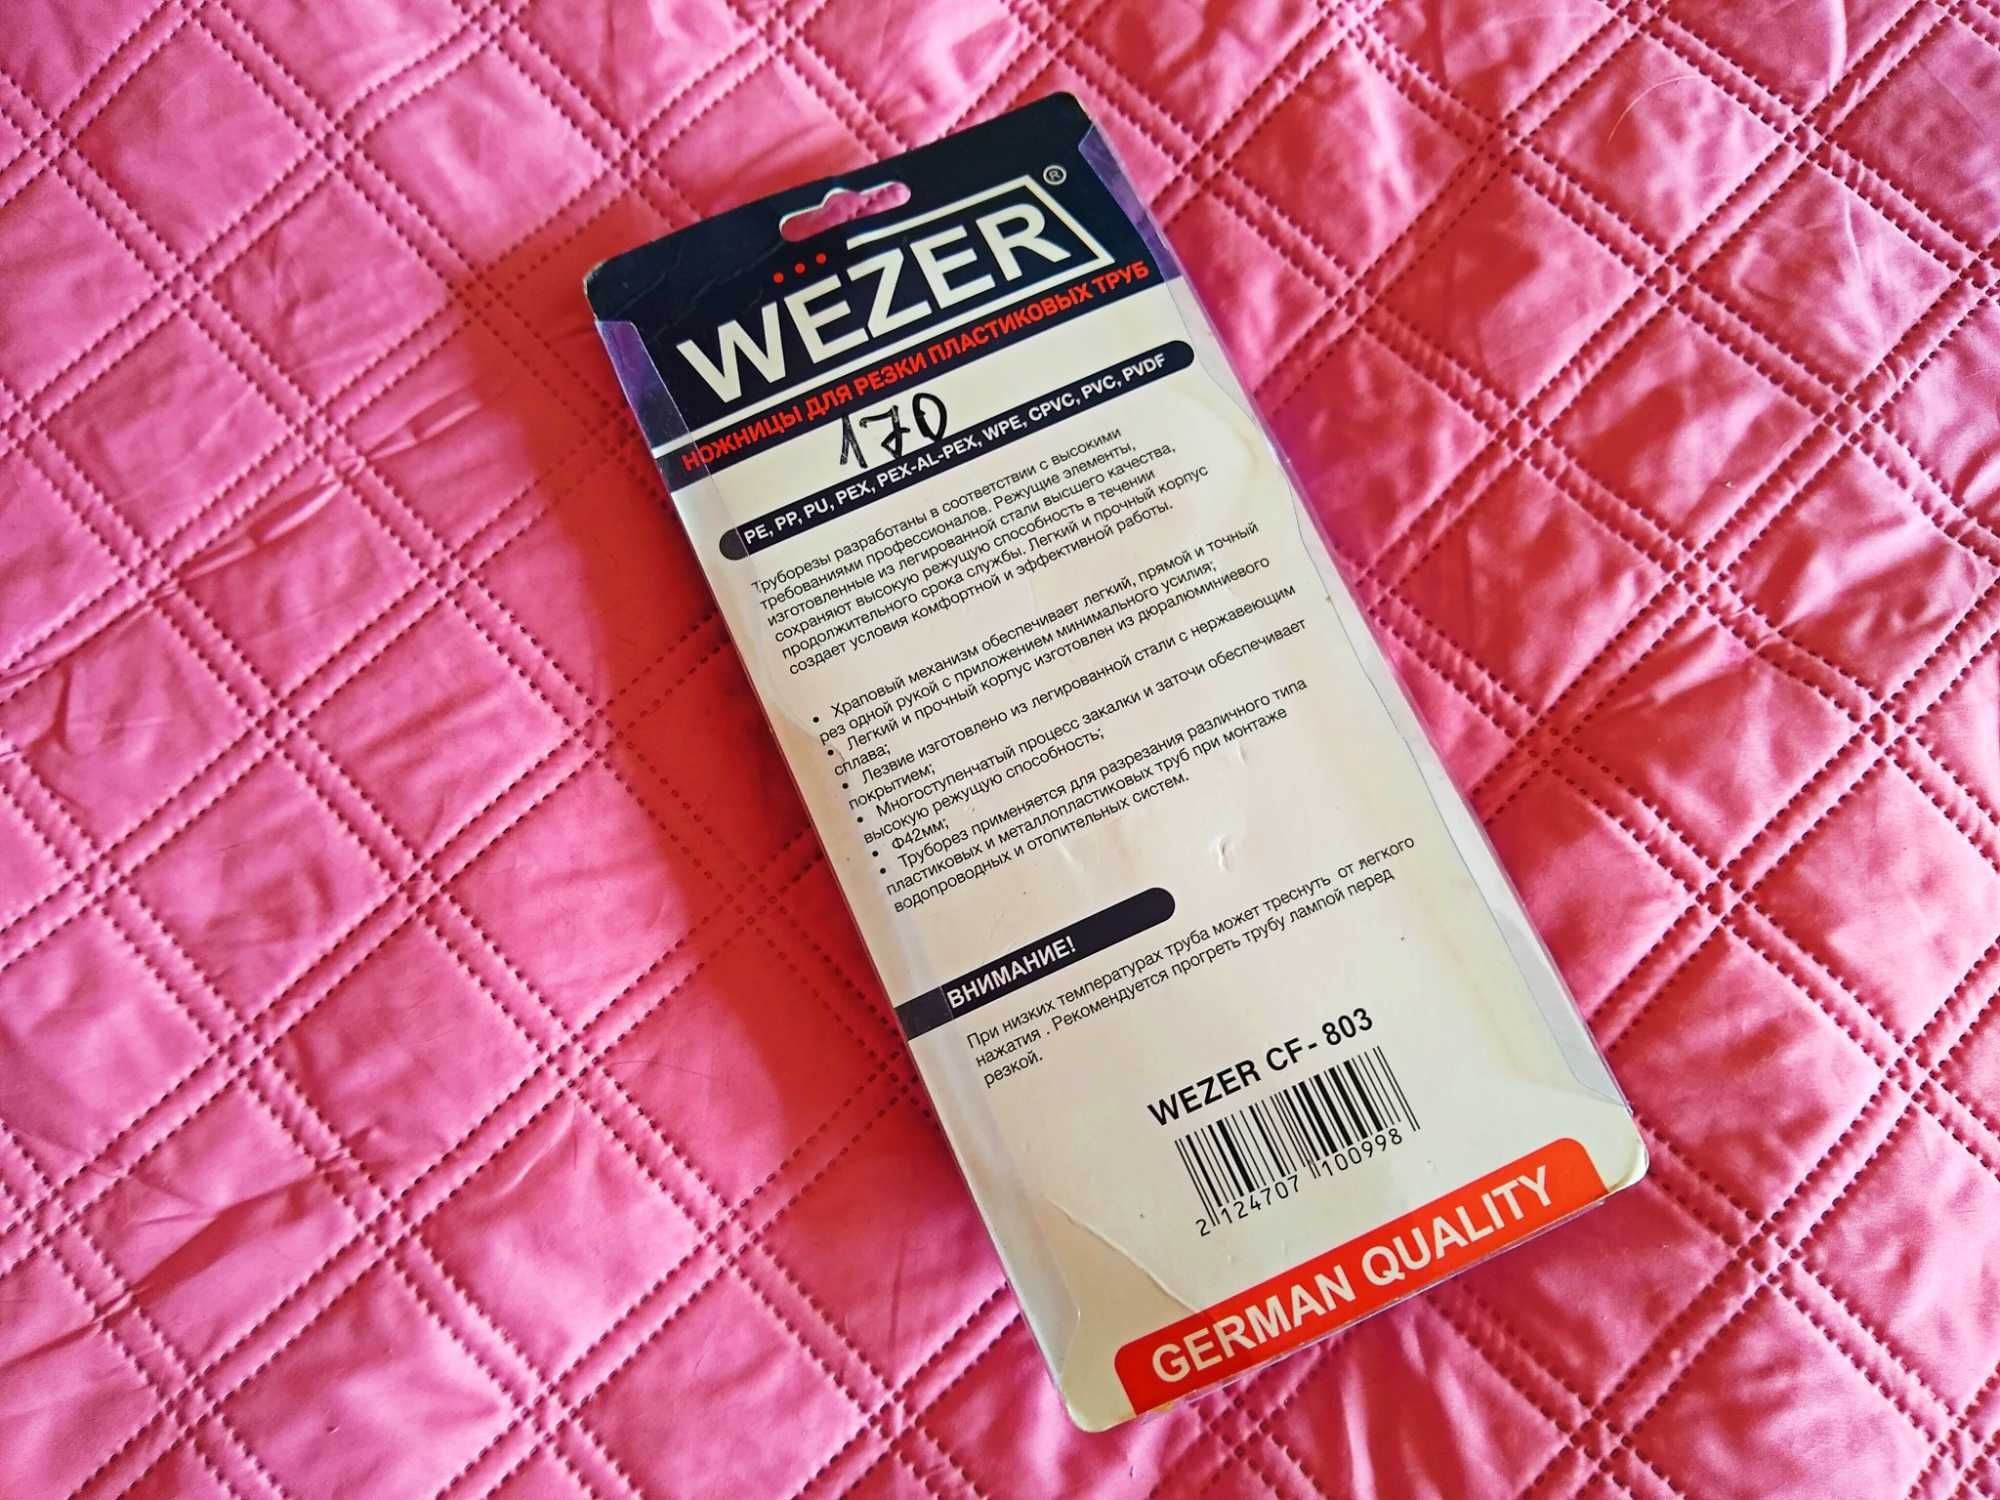 WEZER ®
НОЖНИЦЫ ДЛЯ РЕЗКИ ПЛАСТИКОВЫХ ТРУБ
170
PE, PP, PU, PEX, PEX-AL-PEX, WPE, CPVC, PVC, PVDF
Труборезы разработаны в соответствии с высокими
требованиями профессионалов. Режущие элементы,
изготовленные из легированной стали высшего качества,
сохраняют высокую режущую способность в течении
продолжительного срока службы. Легкий и прочный корпус
создает условия комфортной и эффективной работы.
• Храповый механизм обеспечивает легкий, прямой и точный
рез одной рукой с приложением минимального усилия;
• Легкий и прочный корпус изготовлен из дюралюминиевого
сплава;
• Лезвие изготовлено из легированной стали с нержавеющим
покрытием;
• Многоступенчатый процесс закалки и заточи обеспечивает
высокую режущую способность;
• Ф42мм;
• Труборез применяется для разрезания различного типа
пластиковых и металлопластиковых труб при монтаже
водопроводных и отопительных систем.
ВНИМАНИЕ!
При низких температурах труба может треснуть от легкого
нажатия . Рекомендуется прогреть трубу лампой перед
резкой.
WEZER CF- 803
2 124707 100998
GERMAN QUALITY